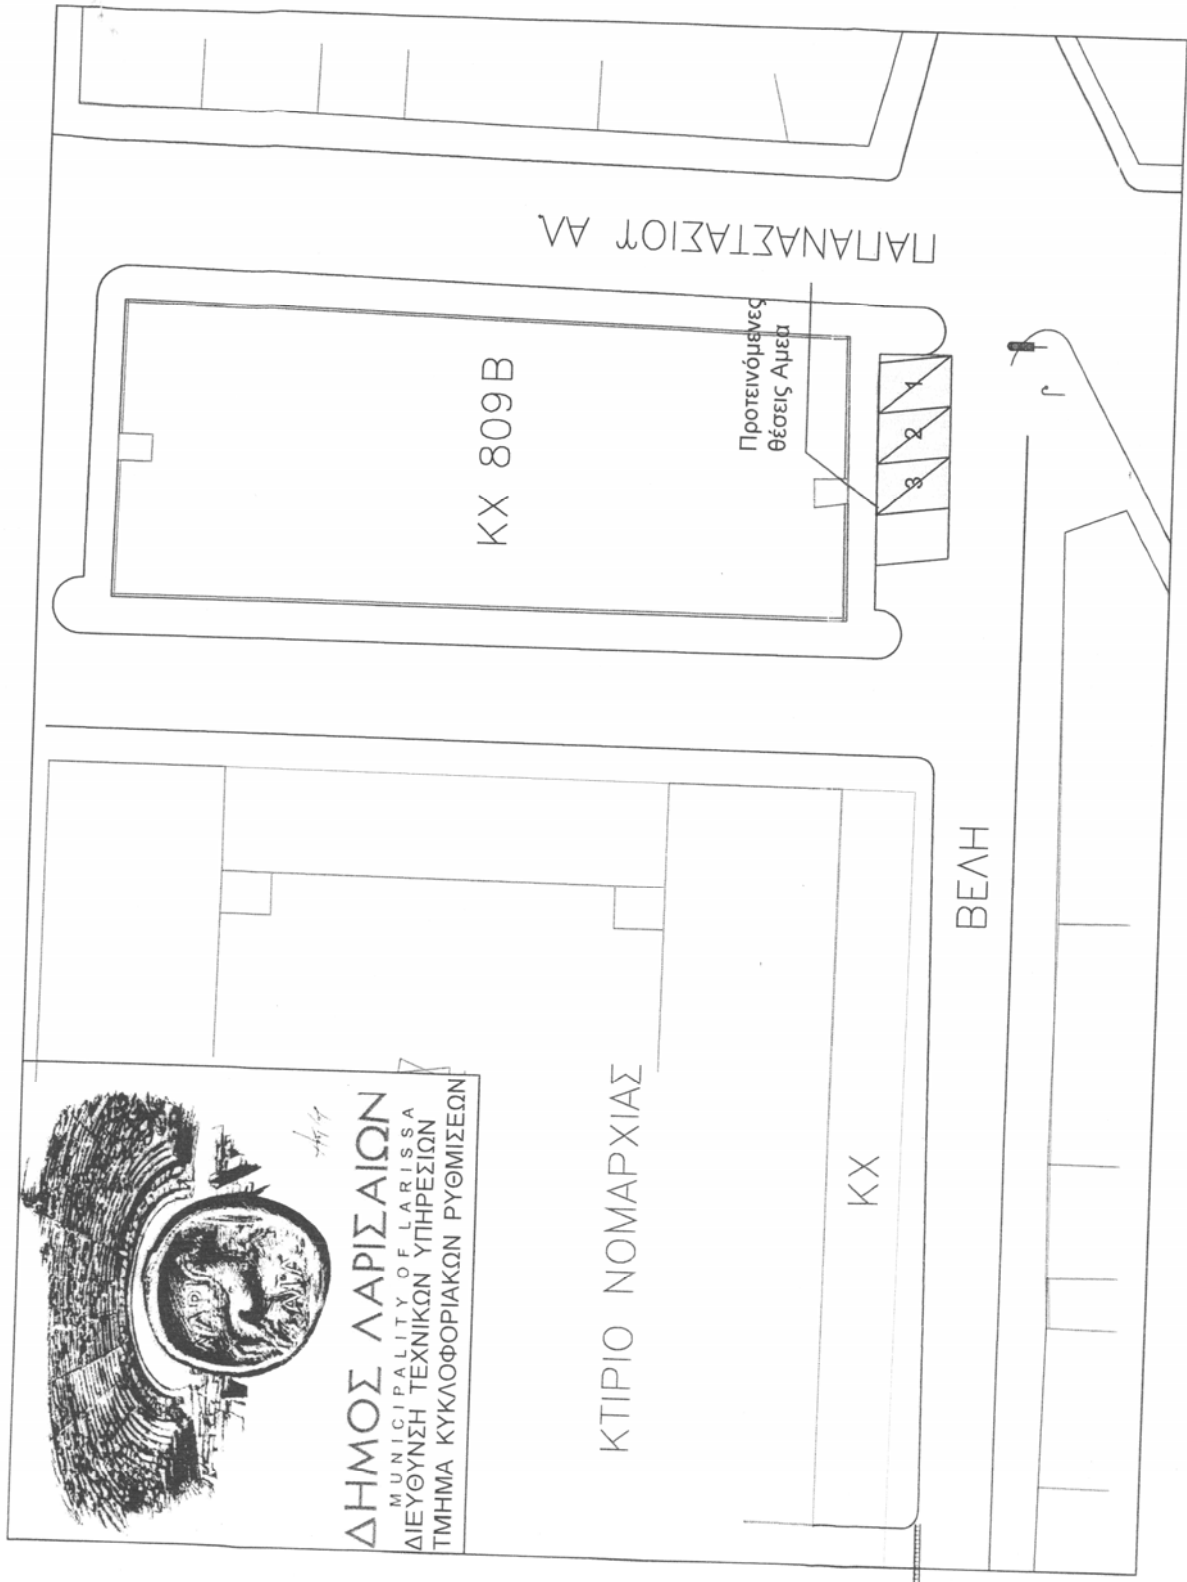 ΠΑΠΑΝΑΣΤΑΣΙΟΥ ΑΛ
Προτεινόμενες
θέσεις Αμεα
1
2
3
ΚΧ 809Β
ΒΕΛΗ
ΚΤΙΡΙΟ ΝΟΜΑΡΧΙΑΣ
ΚΧ
ΔΗΜΟΣ ΛΑΡΙΣΑΙΩΝ
MUNICIPALITY OF LARISSA
ΔΙΕΥΘΥΝΣΗ ΤΕΧΝΙΚΩΝ ΥΠΗΡΕΣΙΩΝ
ΤΜΗΜΑ ΚΥΚΛΟΦΟΡΙΑΚΩΝ ΡΥΘΜΙΣΕΩΝ